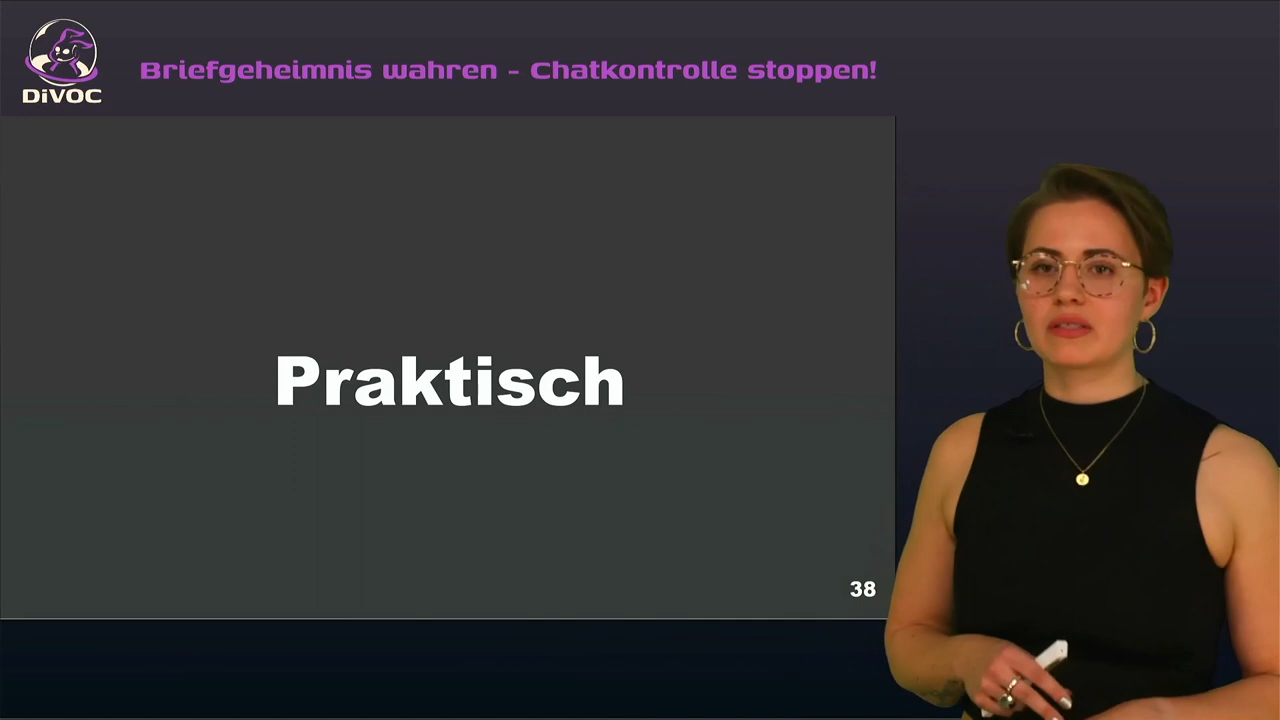 DiVOC
Briefgeheimnis wahren - Chatkontrolle stoppen!
Praktisch
38